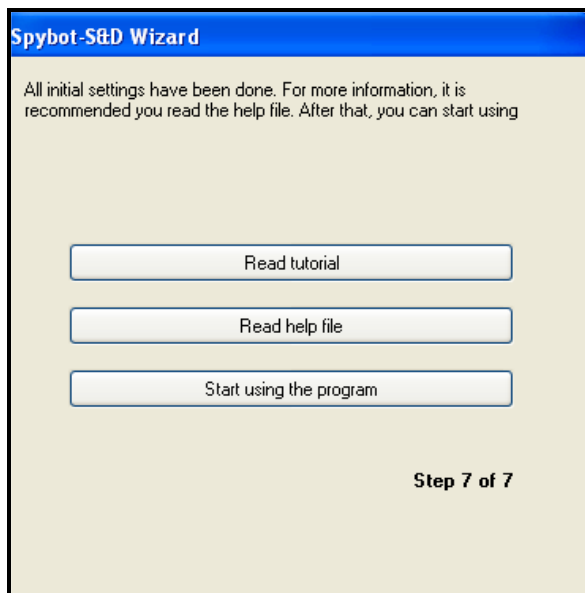 Spybot-S&D Wizard
All initial settings have been done. For more information, it is
recommended you read the help file. After that, you can start using
Read tutorial
Read help file
Start using the program
Step 7 of 7